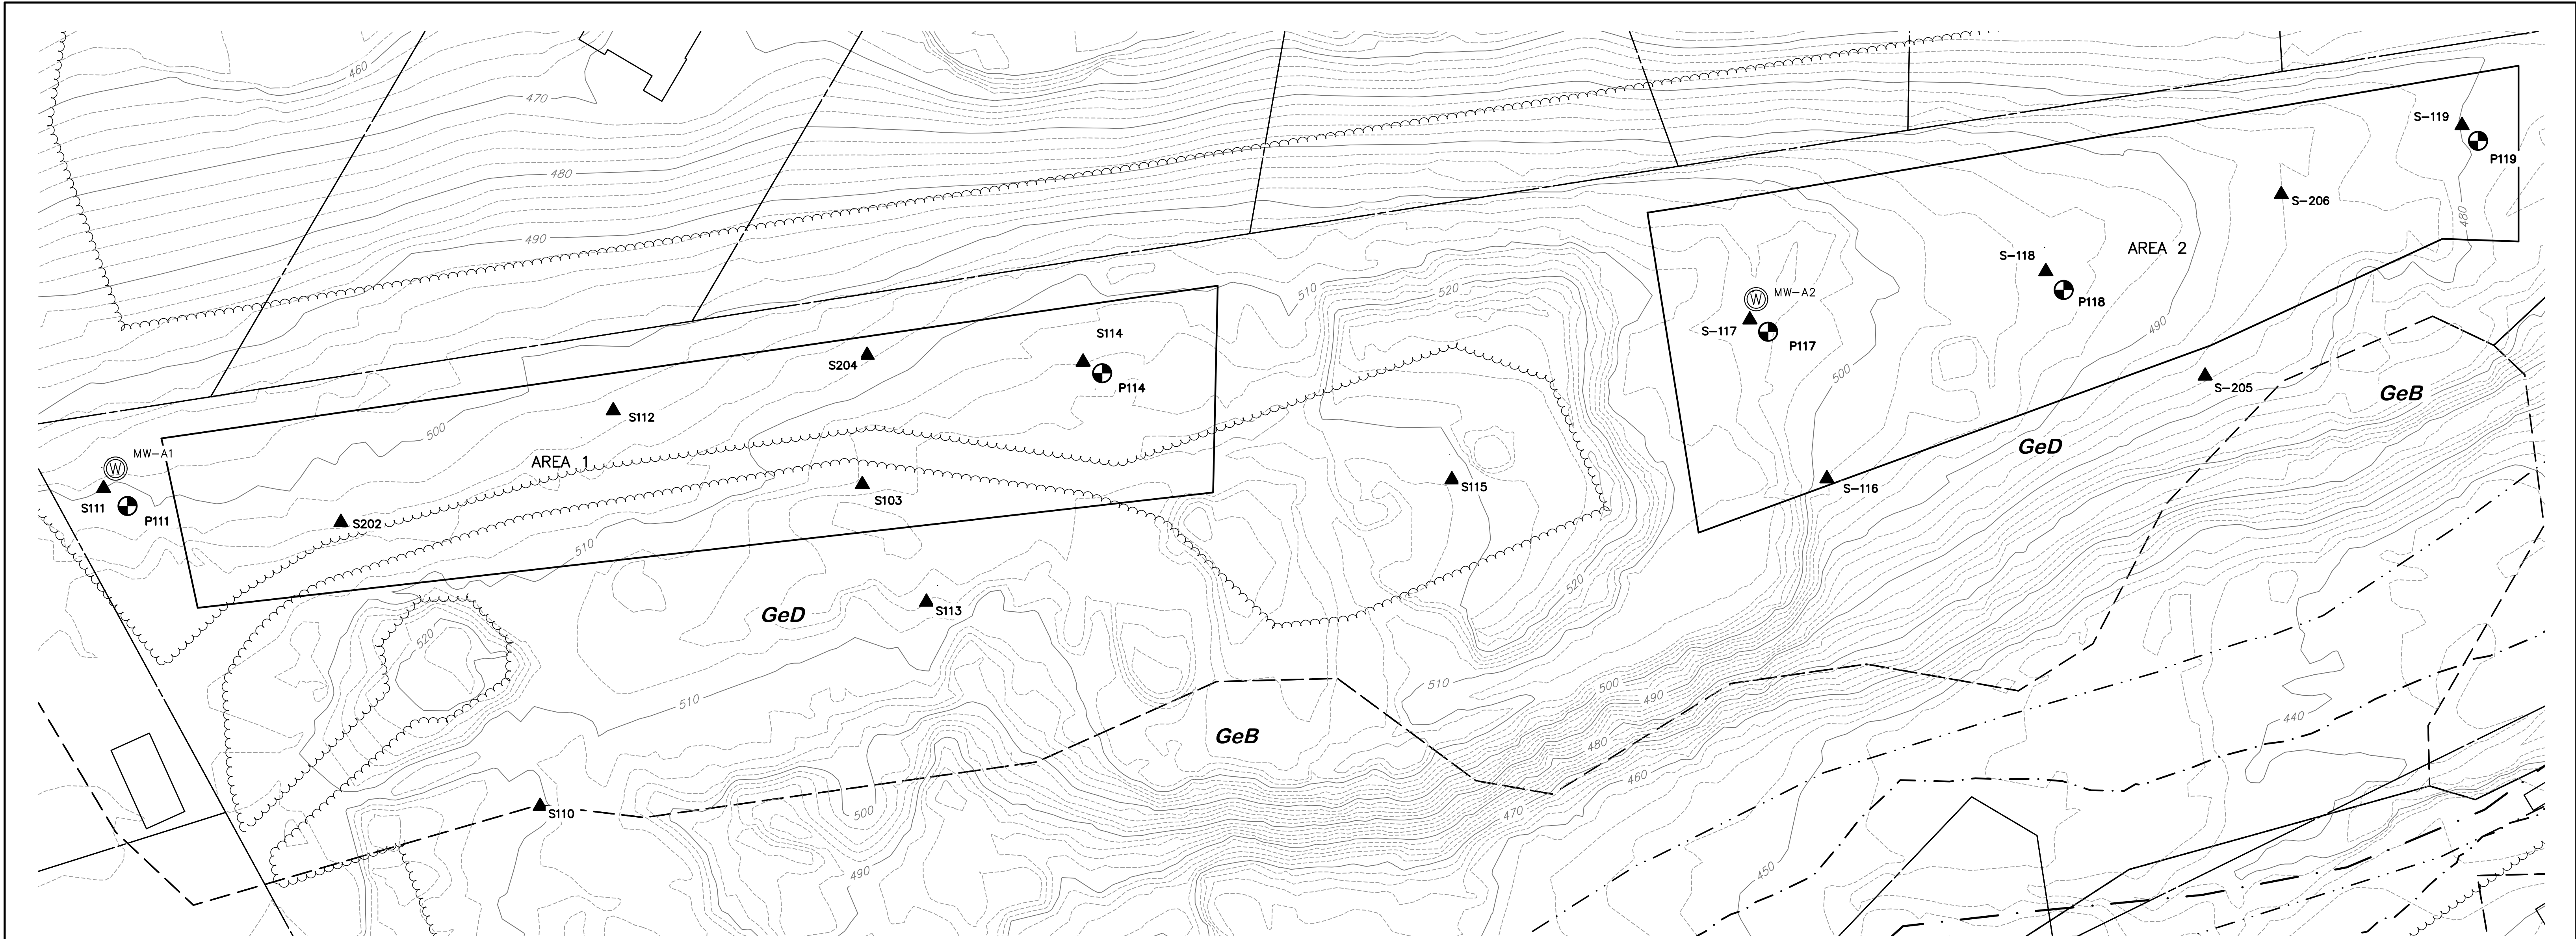 460
470
480
490
S-119
P119
480
S-206
AREA 2
S-118
P118
490
MW-A2
S-117
P117
500
510
520
S114
P114
S204
S112
500
MW-A1
S111
P111
AREA 1
S202
S103
510
S115
S-116
S-205
GeB
GeD
520
GeD
S113
520
510
510
500
490
480
460
470
GeB
440
S110
500
490
450